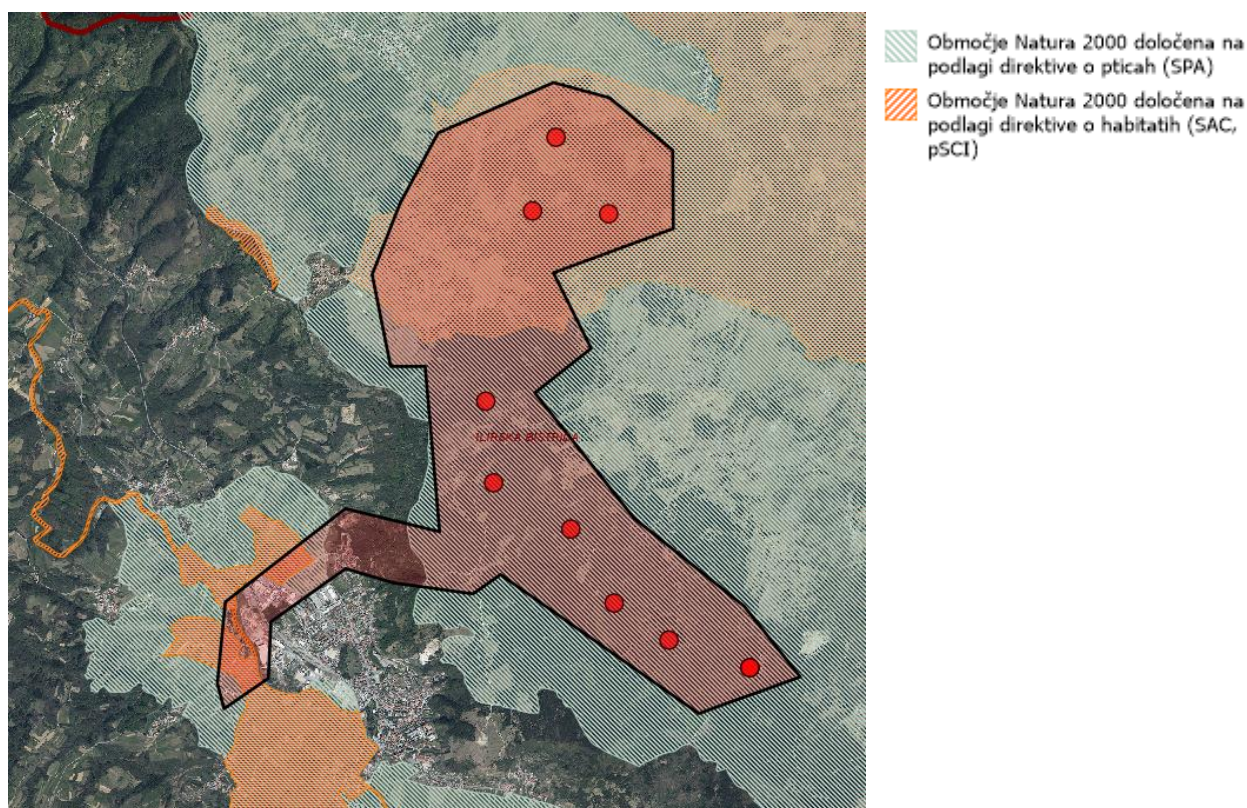 Območje Natura 2000 določena na
podlagi direktive o pticah (SPA)
Območje Natura 2000 določena na
podlagi direktive o habitatih (SAC,
pSCI)
ILIRSKA BISTRICA